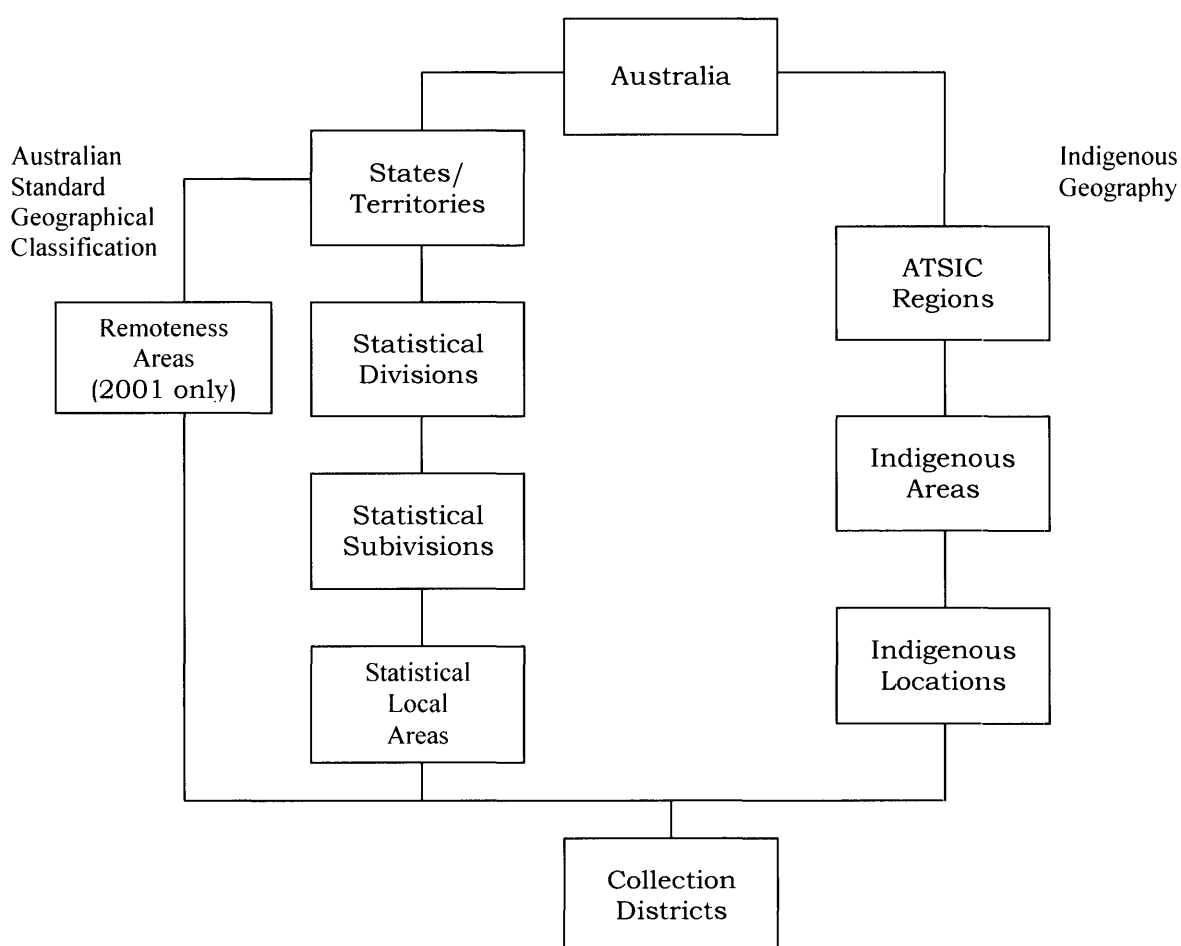 Australia
Australian
Standard
Geographical
Classification
States/
Territories
Indigenous
Geography
ATSIC
Regions
Remoteness
Areas
(2001 only)
Statistical
Divisions
Indigenous
Areas
Statistical
Subivisions
Indigenous
Locations
Statistical
Local
Areas
Collection
Districts